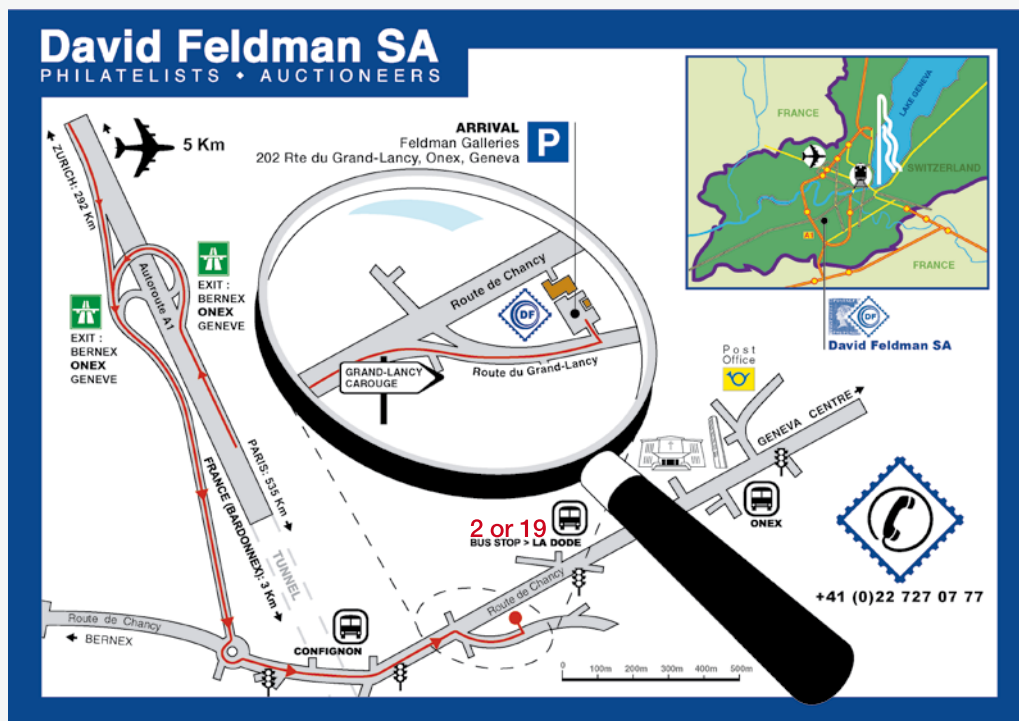 David Feldman SA
PHILATELISTS • AUCTIONEERS
5 Km
ZURICH: 292 Km
ARRIVAL
Feldman Galleries
202 Rte du Grand-Lancy, Onex, Geneva
P
FRANCE
LAKE GENEVA
SWITZERLAND
A1
FRANCE
David Feldman SA
Autoroute A1
EXIT :
BERNEX
ONEX
GENEVE
EXIT :
BERNEX
ONEX
GENEVE
Route de Chancy
DF
Route du Grand-Lancy
GRAND-LANCY
CAROUGE
Post
Office
GENEVA CENTRE
PARIS: 535 Km
FRANCE (BARDONNEX): 3 Km
TUNNEL
2 or 19
BUS STOP > LA DODE
ONEX
+41 (0)22 727 07 77
Route de Chancy
Route de Chancy
BERNEX
CONFIGNON
0 100m 200m 300m 400m 500m